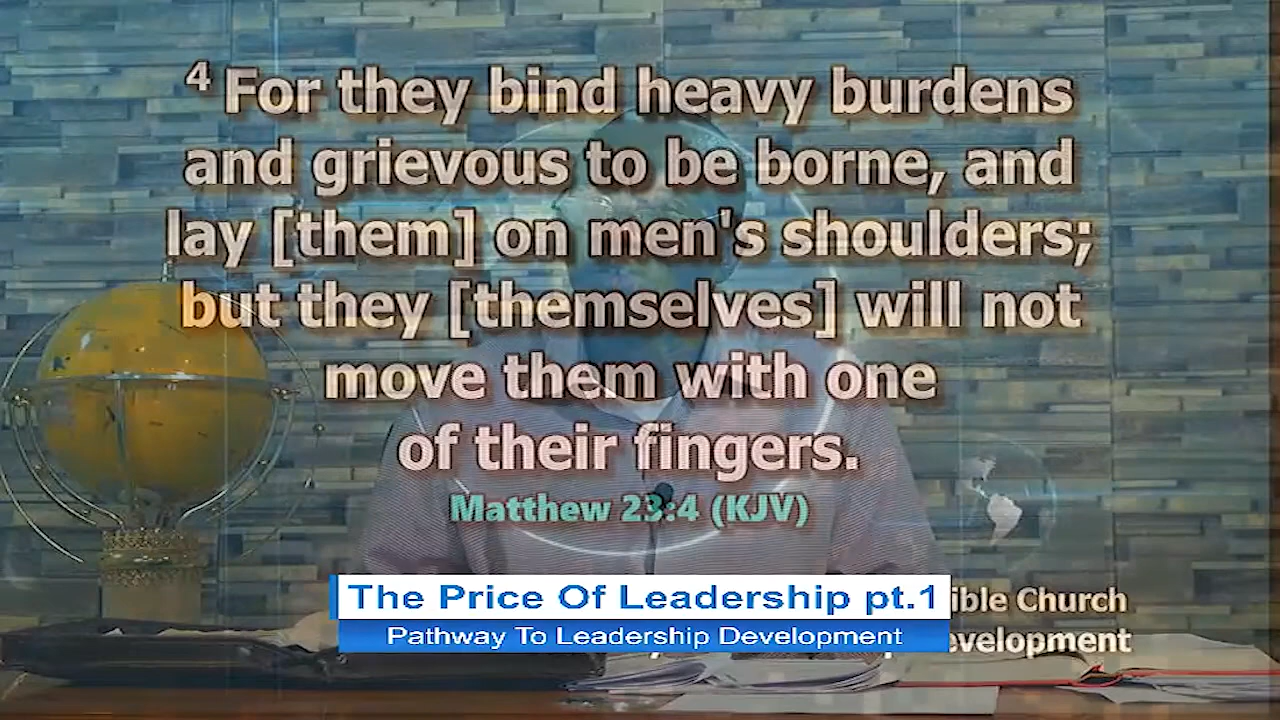 4 For they bind heavy burdens
and grievous to be borne, and
lay [them] on men's shoulders;
but they [themselves] will not
move them with one
of their fingers.
Matthew 23:4 (KJV)
The Price Of Leadership pt.1
Church
Pathway To Leadership Development